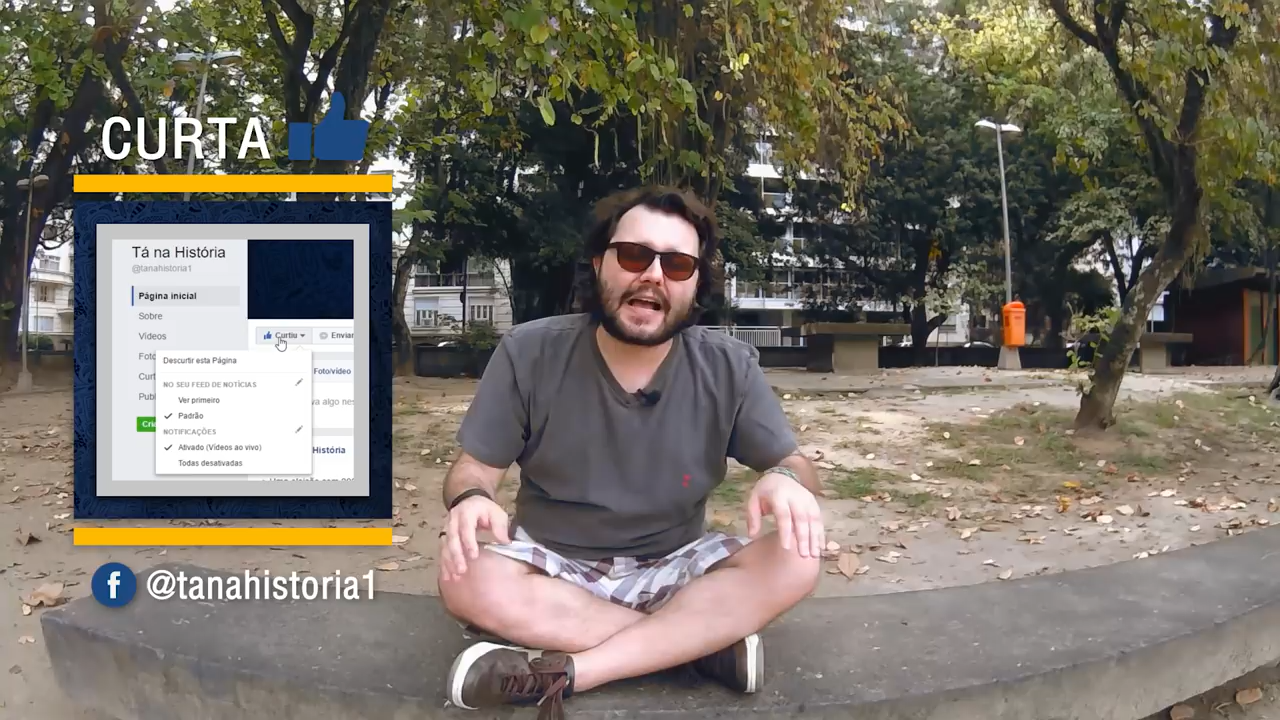 CURTA
Tá na História
@tanahistoria1
Página inicial
Sobre
Vídeos
Curtiu
Descurtir esta Página
Foto/vídeo
NO SEU FEED DE NOTÍCIAS
Ver primeiro
Padrão
NOTIFICAÇÕES
Ativado (Vídeos ao vivo)
História
Todas desativadas
f @tanahistoria1